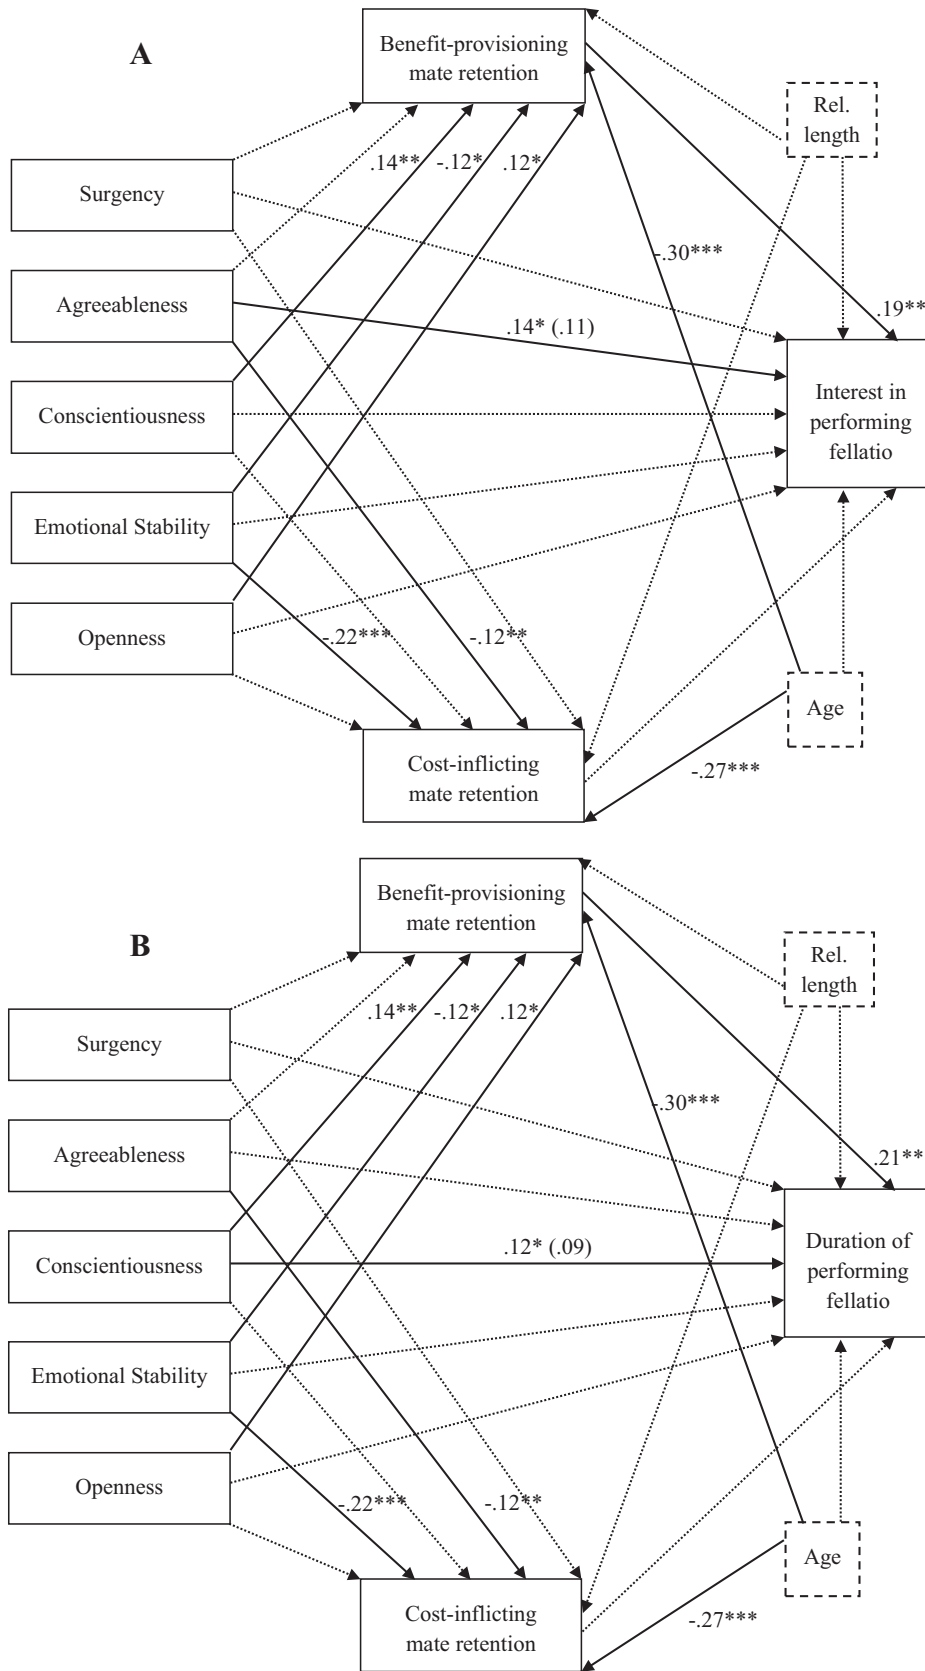 A
Benefit-provisioning
mate retention
Rel.
length
.14**
-.12*
.12*
Surgency
-.30***
Agreeableness
.14* (.11)
.19**
Conscientiousness
Interest in
performing
fellatio
Emotional Stability
Openness
-.22***
-.12**
Age
Cost-inflicting
mate retention
-.27***
B
Benefit-provisioning
mate retention
Rel.
length
.14**
-.12*
.12*
Surgency
-.30***
Agreeableness
.21**
Conscientiousness
.12* (.09)
Duration of
performing
fellatio
Emotional Stability
Openness
-.22***
-.12**
Age
Cost-inflicting
mate retention
-.27***